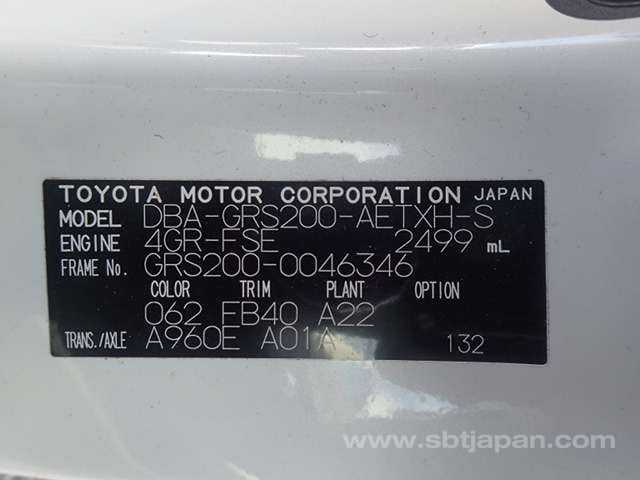 TOYOTA MOTOR CORPORATION JAPAN
MODEL DBA-GRS200-AETXH-S
ENGINE 4GR-FSE 2499 mL
FRAME No. GRS200-0046346
COLOR TRIM PLANT OPTION
062 FB40 A22
TRANS./AXLE A960E A01A 132
www.sbtjapan.com